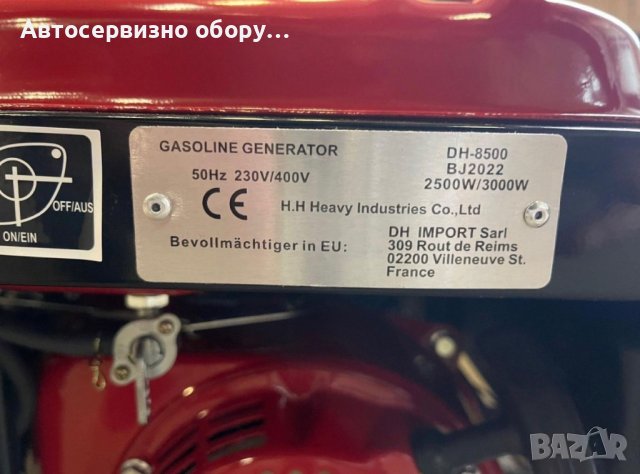 Автосервизно обору...
GASOLINE GENERATOR
DH-8500
BJ2022
50Hz 230V/400V
2500W/3000W
CE
H.H Heavy Industries Co.,Ltd
Bevollmächtiger in EU:
DH IMPORT Sarl
309 Rout de Reims
02200 Villeneuve St.
France
OFF/AUS
ON/EIN
BAZAR